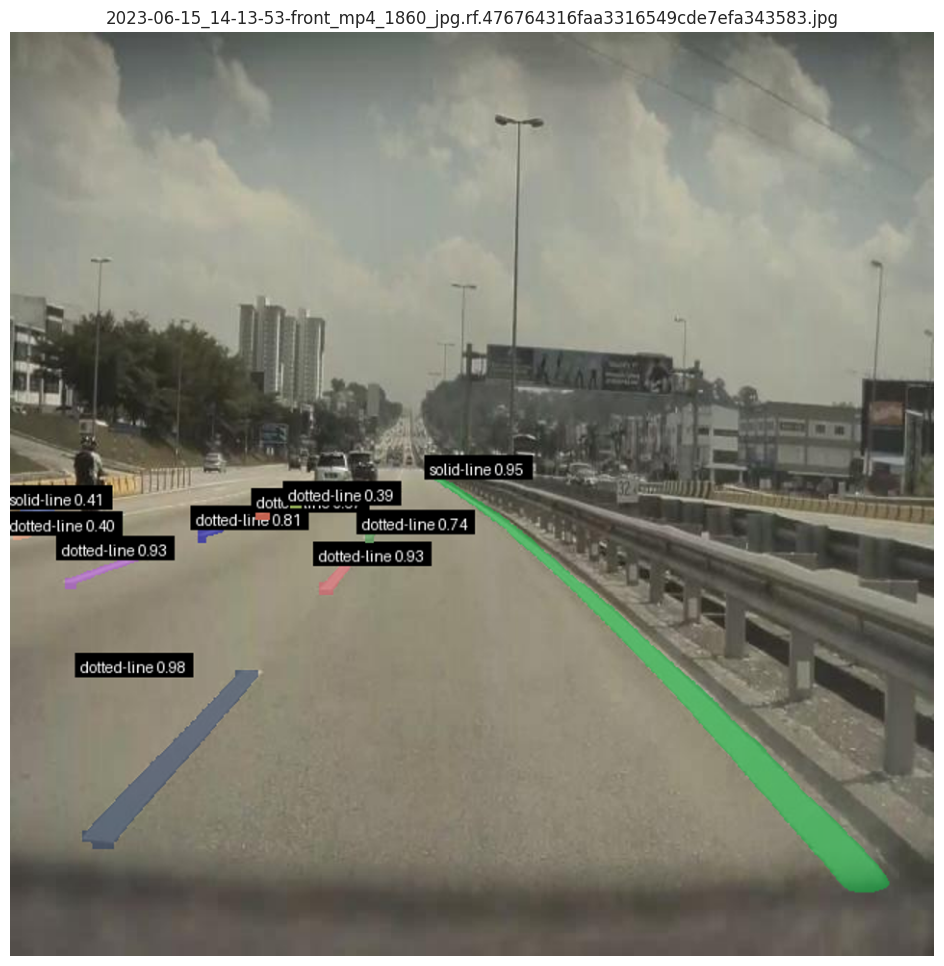 2023-06-15_14-13-53-front_mp4_1860_jpg.rf.476764316faa3316549cde7efa343583.jpg
solid-line 0.95
solid-line 0.41
dotted-line 0.39
dotted-line 0.81
dotted-line 0.40
dotted-line 0.74
dotted-line 0.93
dotted-line 0.93
dotted-line 0.98
32